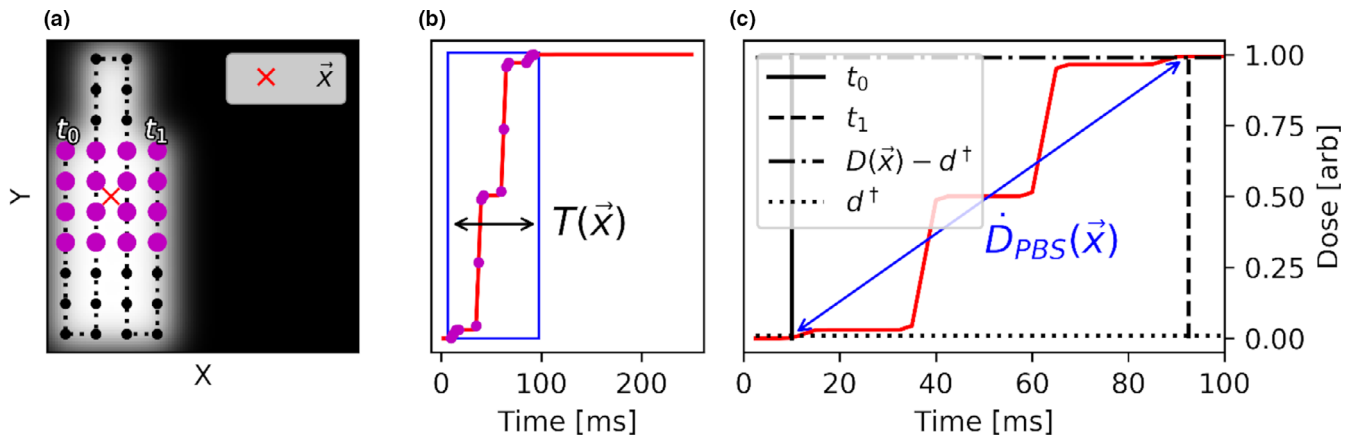 (a)
x⃗
t₀
t₁
Y
X
(b)
T(x⃗)
0
100
200
Time [ms]
(c)
t₀
t₁
D(x⃗) − d†
d†
Ḋ_PBS(x⃗)
1.00
0.75
0.50
0.25
0.00
Dose [arb]
0
20
40
60
80
100
Time [ms]